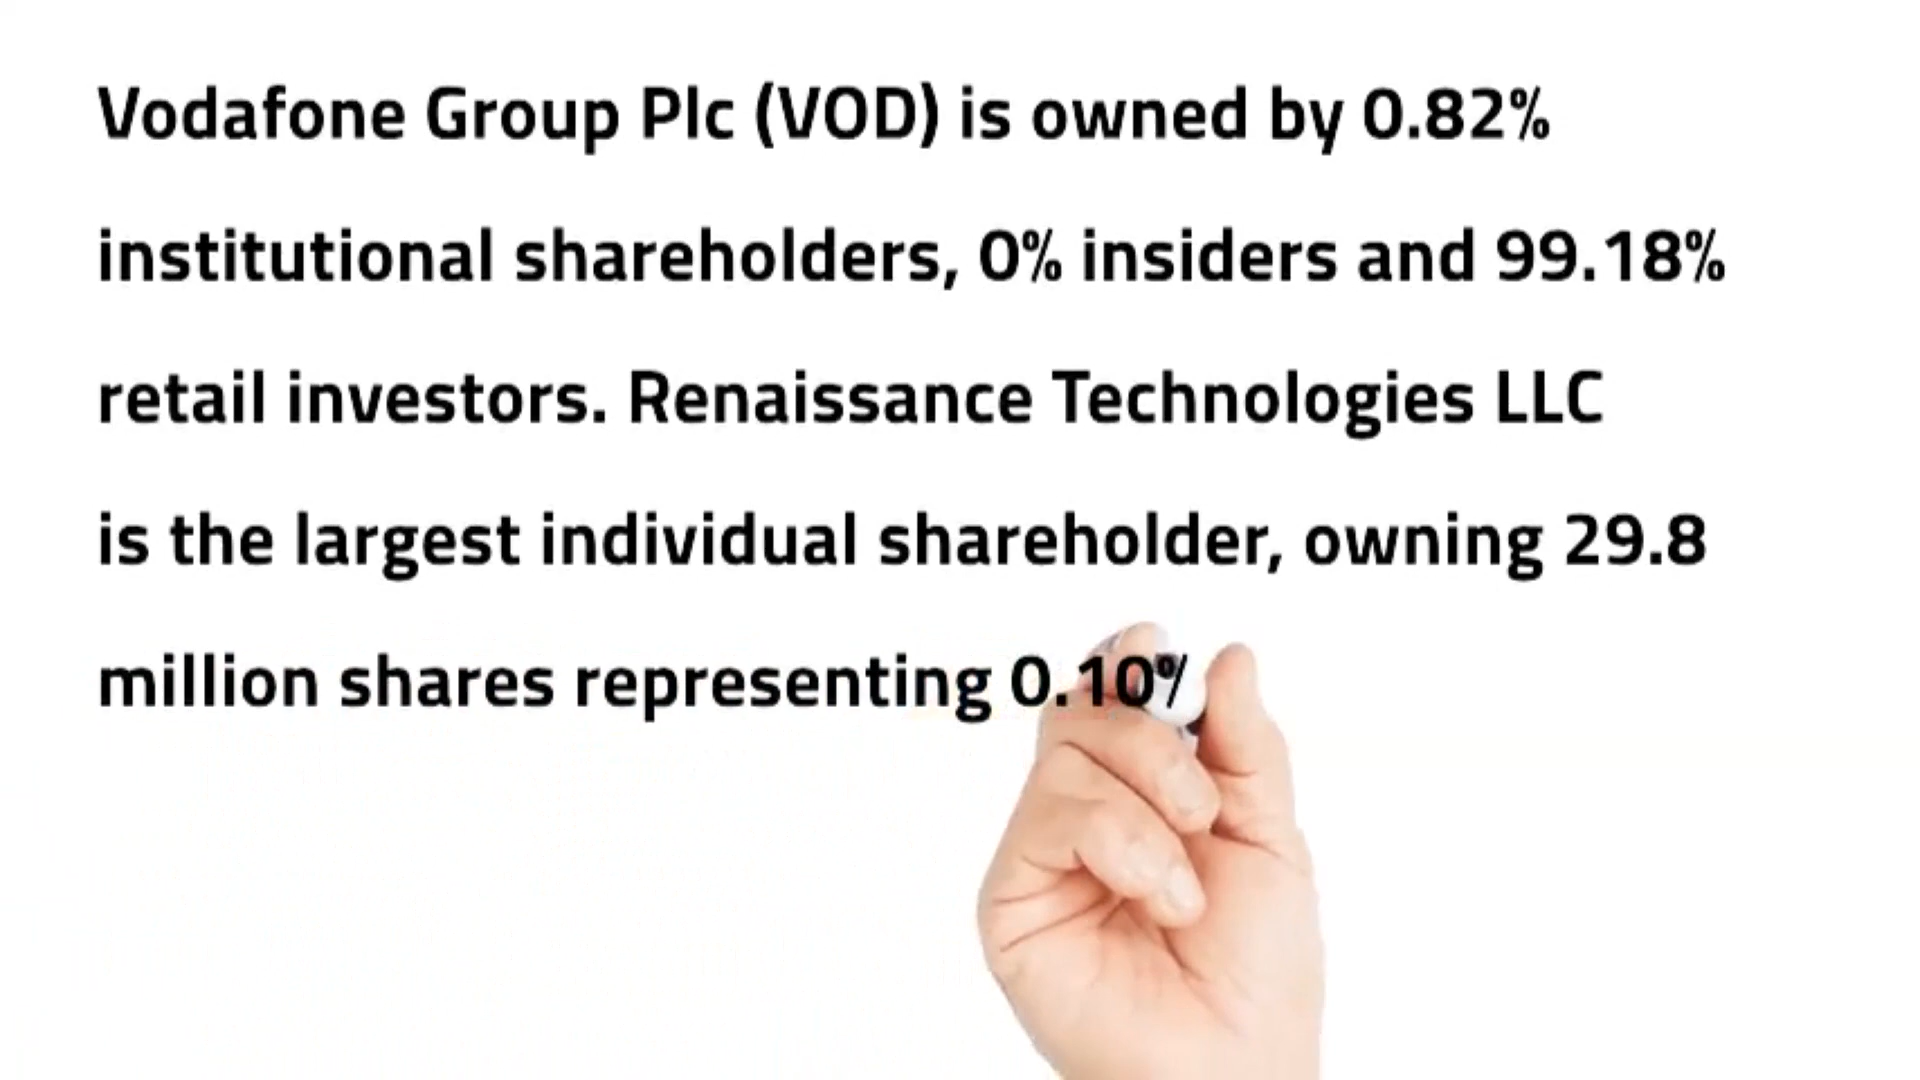 Vodafone Group Plc (VOD) is owned by 0.82%
institutional shareholders, 0% insiders and 99.18%
retail investors. Renaissance Technologies LLC
is the largest individual shareholder, owning 29.8
million shares representing 0.10%